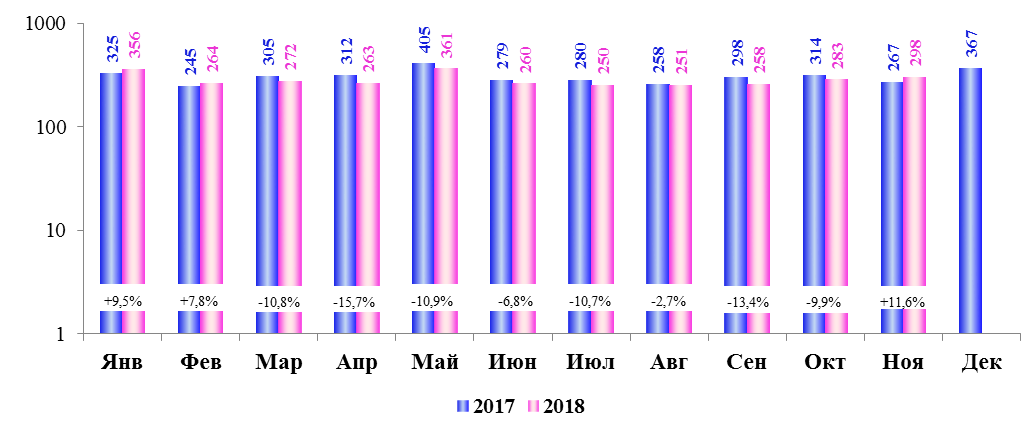 1000
100
10
1
325 356 245 264 305 272 312 263 405 361 279 260 280 250 258 251 298 258 314 283 267 298 367
+9,5% +7,8% -10,8% -15,7% -10,9% -6,8% -10,7% -2,7% -13,4% -9,9% +11,6%
Янв Фев Мар Апр Май Июн Июл Авг Сен Окт Ноя Дек
2017 2018